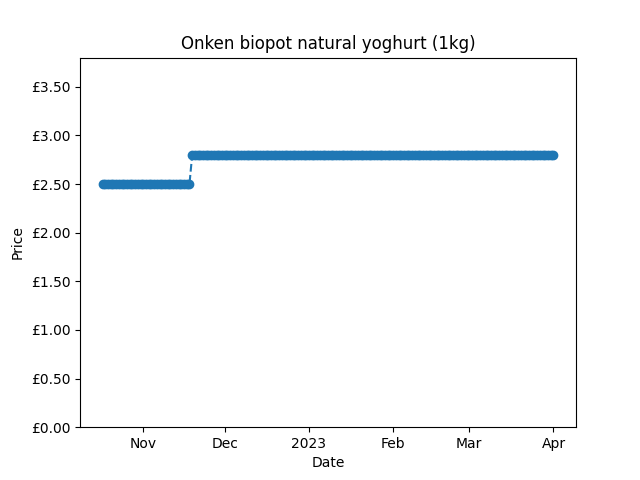 Onken biopot natural yoghurt (1kg)
£3.50
£3.00
£2.50
£2.00
£1.50
£1.00
£0.50
£0.00
Price
Nov Dec 2023 Feb Mar Apr
Date